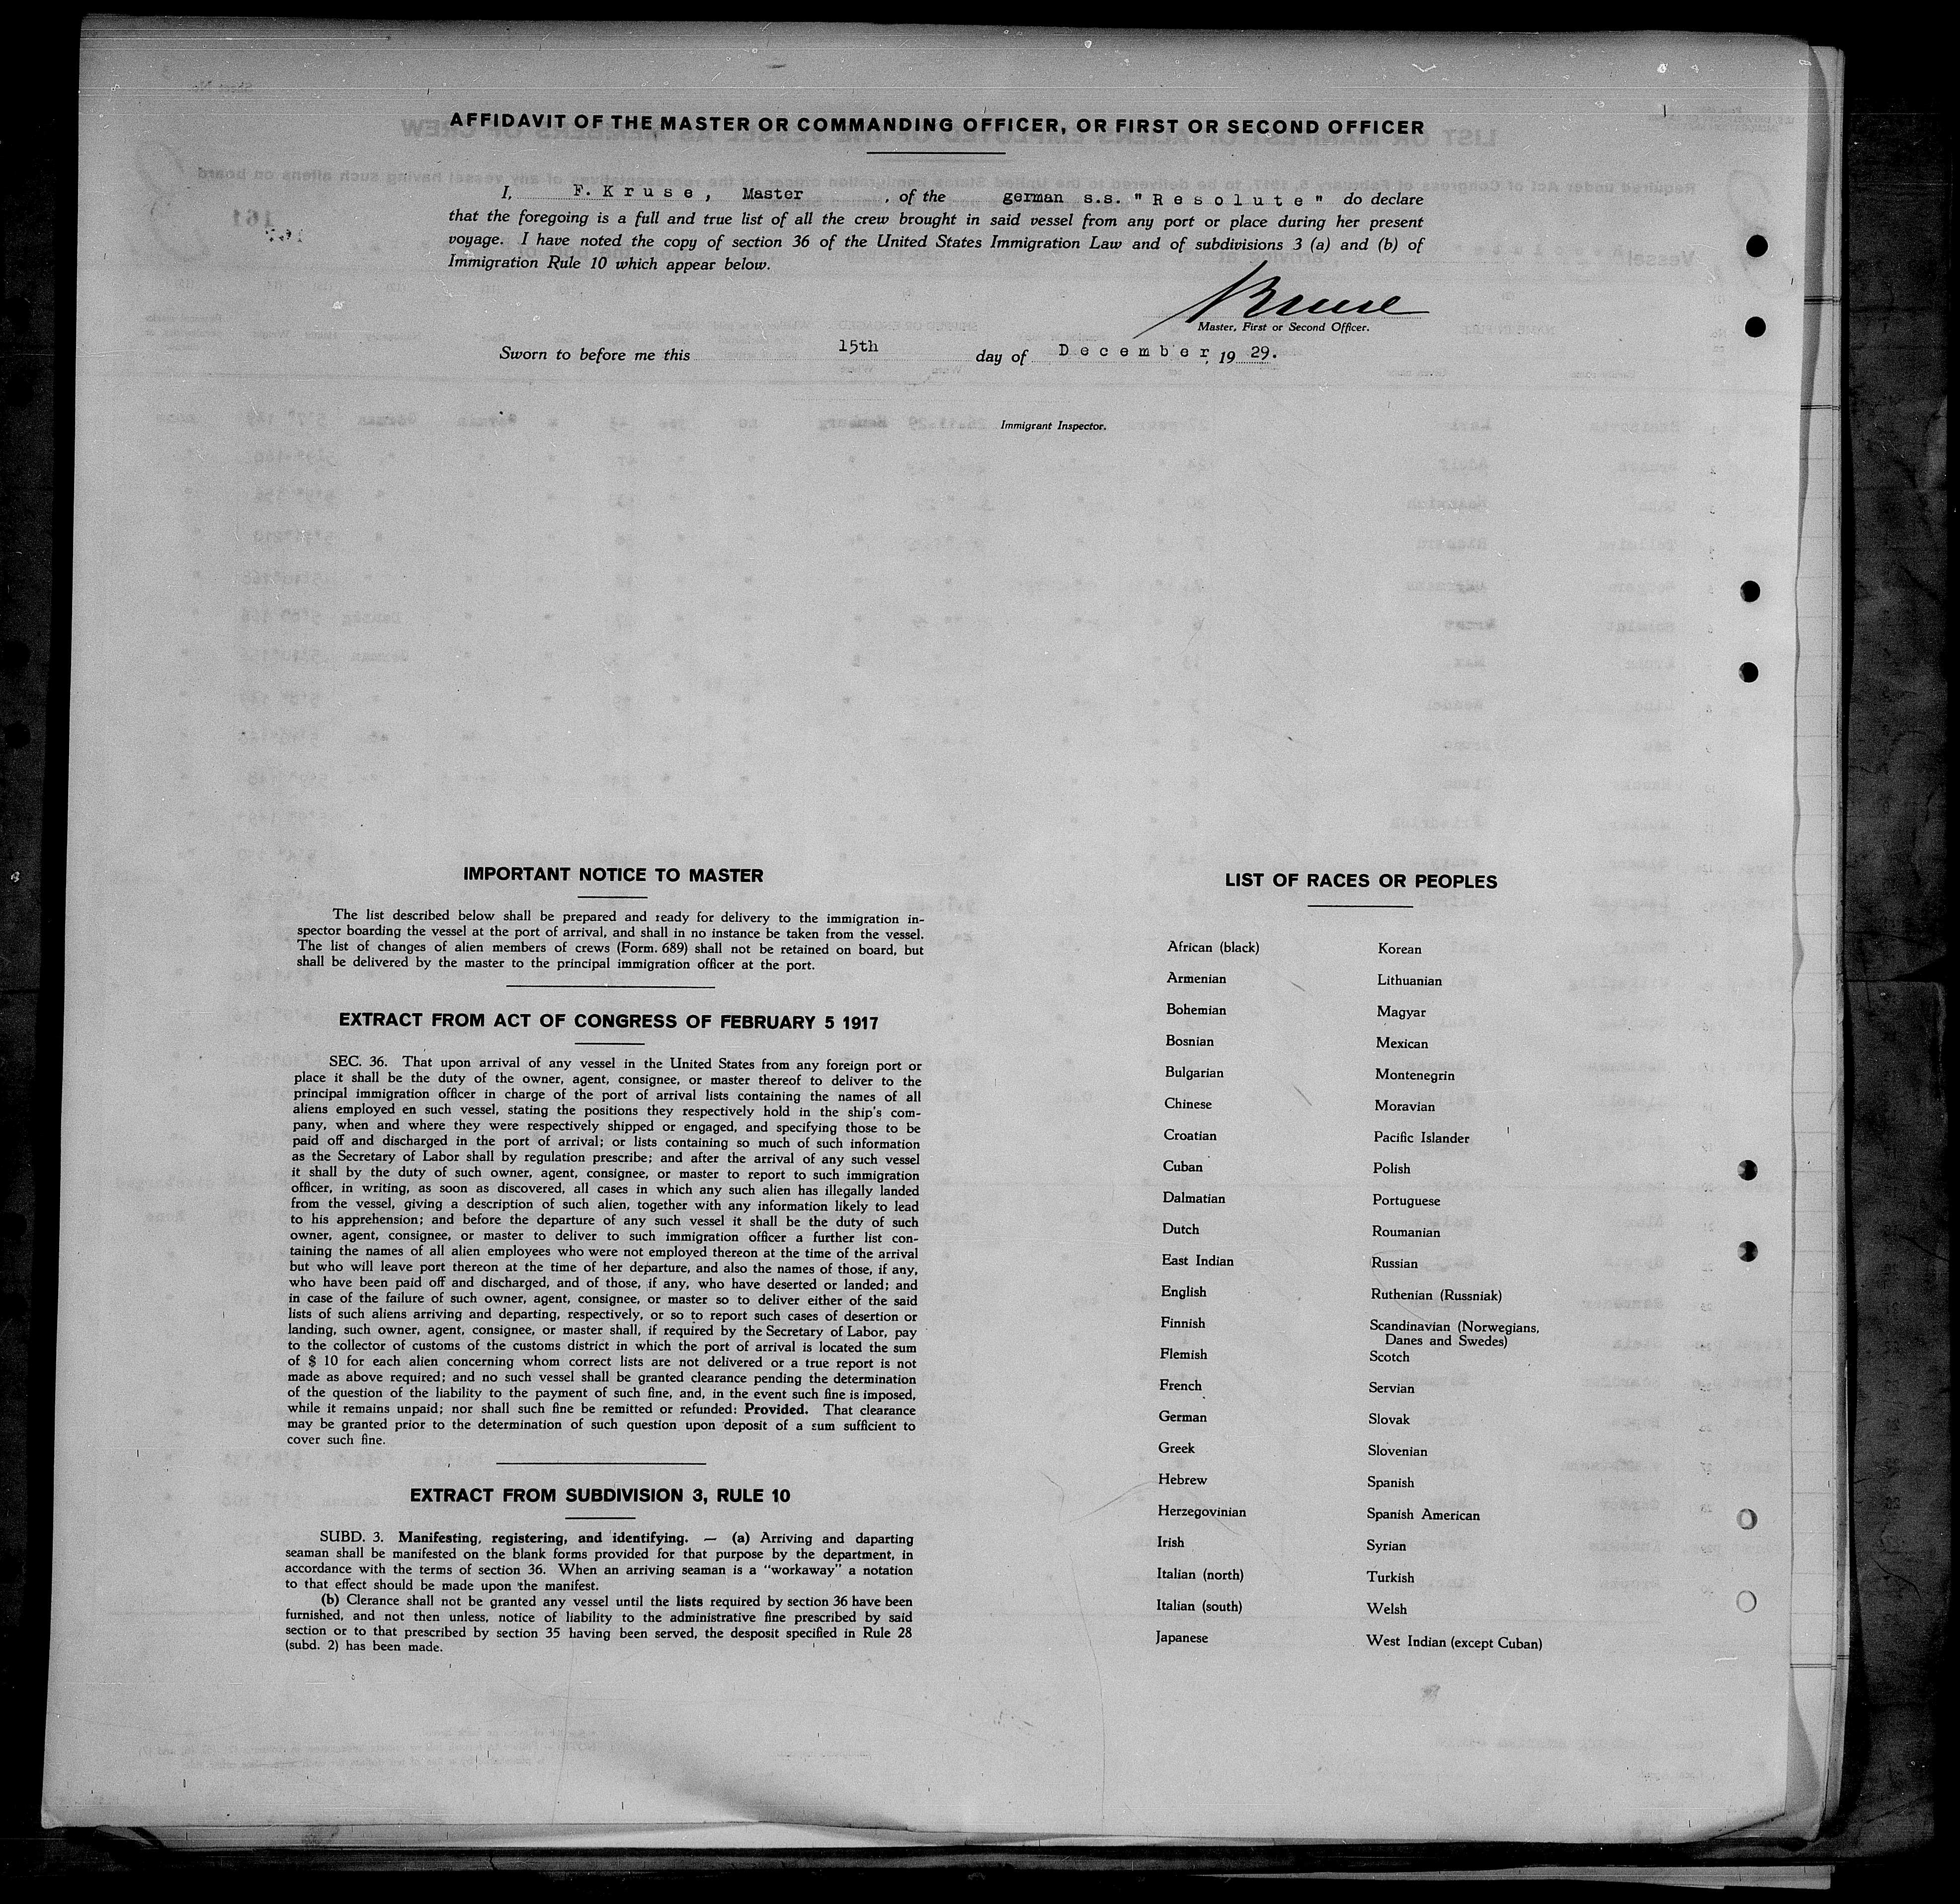 AFFIDAVIT OF THE MASTER OR COMMANDING OFFICER, OR FIRST OR SECOND OFFICER
I, F. Kruse, Master , of the german s.s. "Resolute" do declare
that the foregoing is a full and true list of all the crew brought in said vessel from any port or place during her present
voyage. I have noted the copy of section 36 of the United States Immigration Law and of subdivisions 3 (a) and (b) of
Immigration Rule 10 which appear below.
Kruse
Master, First or Second Officer.
Sworn to before me this 15th day of December, 19 29.
Immigrant Inspector.
IMPORTANT NOTICE TO MASTER
The list described below shall be prepared and ready for delivery to the immigration in-
spector boarding the vessel at the port of arrival, and shall in no instance be taken from the vessel.
The list of changes of alien members of crews (Form. 689) shall not be retained on board, but
shall be delivered by the master to the principal immigration officer at the port.
EXTRACT FROM ACT OF CONGRESS OF FEBRUARY 5 1917
SEC. 36. That upon arrival of any vessel in the United States from any foreign port or
place it shall be the duty of the owner, agent, consignee, or master thereof to deliver to the
principal immigration officer in charge of the port of arrival lists containing the names of all
aliens employed en such vessel, stating the positions they respectively hold in the ship's com-
pany, when and where they were respectively shipped or engaged, and specifying those to be
paid off and discharged in the port of arrival; or lists containing so much of such information
as the Secretary of Labor shall by regulation prescribe; and after the arrival of any such vessel
it shall by the duty of such owner, agent, consignee, or master to report to such immigration
officer, in writing, as soon as discovered, all cases in which any such alien has illegally landed
from the vessel, giving a description of such alien, together with any information likely to lead
to his apprehension; and before the departure of any such vessel it shall be the duty of such
owner, agent, consignee, or master to deliver to such immigration officer a further list con-
taining the names of all alien employees who were not employed thereon at the time of the arrival
but who will leave port thereon at the time of her departure, and also the names of those, if any,
who have been paid off and discharged, and of those, if any, who have deserted or landed; and
in case of the failure of such owner, agent, consignee, or master so to deliver either of the said
lists of such aliens arriving and departing, respectively, or so to report such cases of desertion or
landing, such owner, agent, consignee, or master shall, if required by the Secretary of Labor, pay
to the collector of customs of the customs district in which the port of arrival is located the sum
of $ 10 for each alien concerning whom correct lists are not delivered or a true report is not
made as above required; and no such vessel shall be granted clearance pending the determination
of the question of the liability to the payment of such fine, and, in the event such fine is imposed,
while it remains unpaid; nor shall such fine be remitted or refunded: Provided. That clearance
may be granted prior to the determination of such question upon deposit of a sum sufficient to
cover such fine.
EXTRACT FROM SUBDIVISION 3, RULE 10
SUBD. 3. Manifesting, registering, and identifying. — (a) Arriving and daparting
seaman shall be manifested on the blank forms provided for that purpose by the department, in
accordance with the terms of section 36. When an arriving seaman is a "workaway" a notation
to that effect should be made upon the manifest.
(b) Clerance shall not be granted any vessel until the lists required by section 36 have been
furnished, and not then unless, notice of liability to the administrative fine prescribed by said
section or to that prescribed by section 35 having been served, the desposit specified in Rule 28
(subd. 2) has been made.
LIST OF RACES OR PEOPLES
African (black)
Armenian
Bohemian
Bosnian
Bulgarian
Chinese
Croatian
Cuban
Dalmatian
Dutch
East Indian
English
Finnish
Flemish
French
German
Greek
Hebrew
Herzegovinian
Irish
Italian (north)
Italian (south)
Japanese
Korean
Lithuanian
Magyar
Mexican
Montenegrin
Moravian
Pacific Islander
Polish
Portuguese
Roumanian
Russian
Ruthenian (Russniak)
Scandinavian (Norwegians,
Danes and Swedes)
Scotch
Servian
Slovak
Slovenian
Spanish
Spanish American
Syrian
Turkish
Welsh
West Indian (except Cuban)